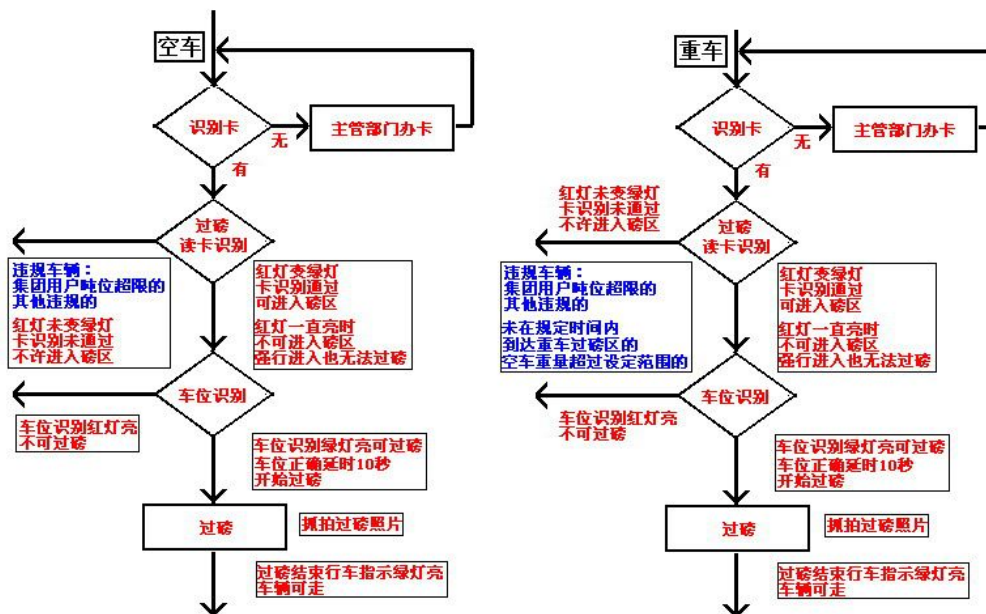 空车
识别卡
无
主管部门办卡
有
过磅
读卡识别
违规车辆：
集团用户吨位超限的
其他违规的
红灯未变绿灯
卡识别未通过
不许进入磅区
红灯变绿灯
卡识别通过
可进入磅区
红灯一直亮时
不可进入磅区
强行进入也无法过磅
车位识别
车位识别红灯亮
不可过磅
车位识别绿灯亮可过磅
车位正确延时10秒
开始过磅
过磅
抓拍过磅照片
过磅结束行车指示绿灯亮
车辆可走
重车
识别卡
无
主管部门办卡
有
红灯未变绿灯
卡识别未通过
不许进入磅区
过磅
读卡识别
违规车辆：
集团用户吨位超限的
其他违规的
未在规定时间内
到达重车过磅区的
空车重量超过设定范围的
红灯变绿灯
卡识别通过
可进入磅区
红灯一直亮时
不可进入磅区
强行进入也无法过磅
车位识别
车位识别红灯亮
不可过磅
车位识别绿灯亮可过磅
车位正确延时10秒
开始过磅
过磅
抓拍过磅照片
过磅结束行车指示绿灯亮
车辆可走